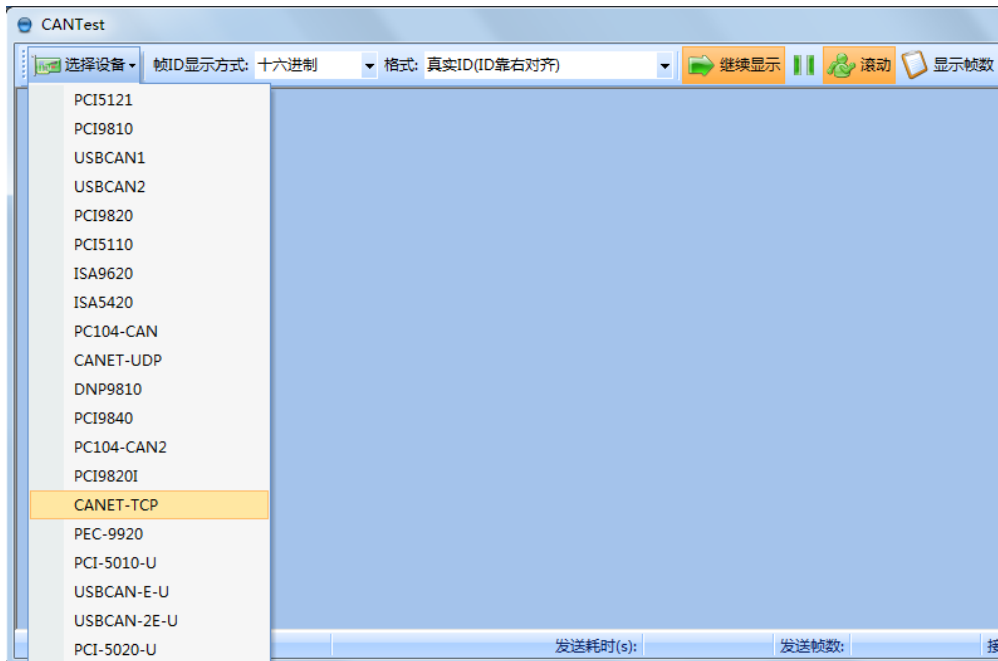 CANTest
选择设备 帧ID显示方式: 十六进制 格式: 真实ID(ID靠右对齐) 继续显示 滚动 显示帧数
PCI5121
PCI9810
USBCAN1
USBCAN2
PCI9820
PCI5110
ISA9620
ISA5420
PC104-CAN
CANET-UDP
DNP9810
PCI9840
PC104-CAN2
PCI9820I
CANET-TCP
PEC-9920
PCI-5010-U
USBCAN-E-U
USBCAN-2E-U
PCI-5020-U
发送耗时(s): 发送帧数: 接